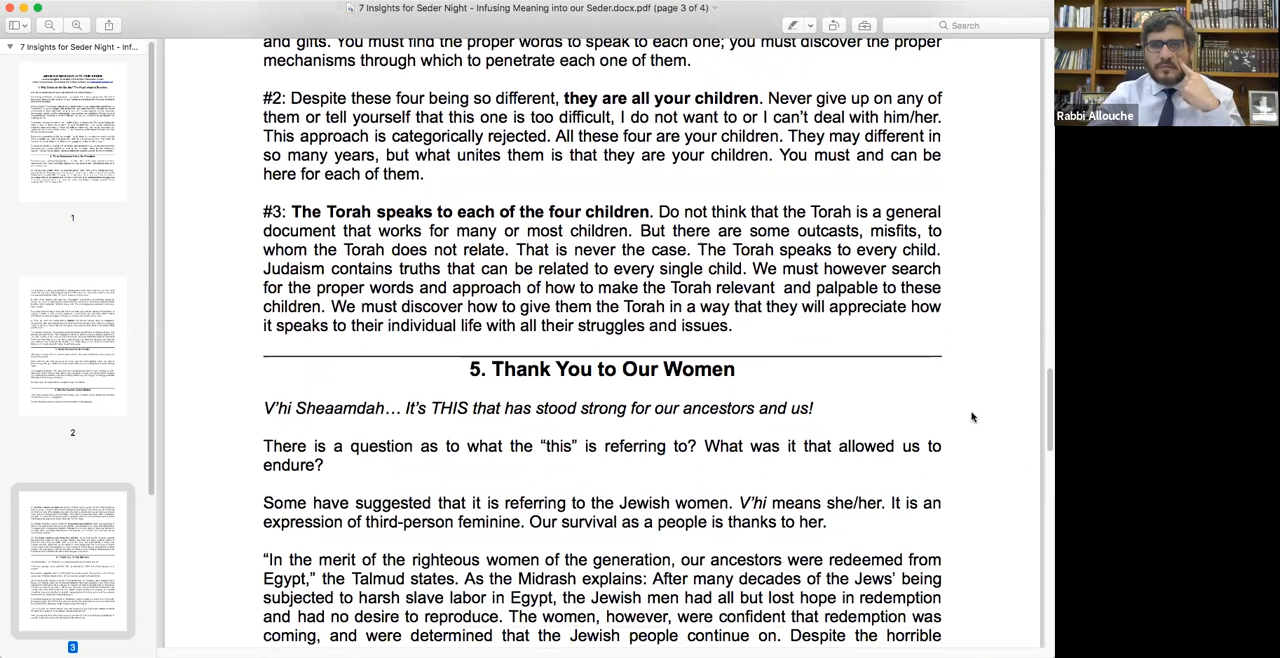 7 Insights for Seder Night - Infusing Meaning into our Seder.docx.pdf (page 3 of 4)
Search
7 Insights for Seder Night - Inf...
1
2
3
and gifts. You must find the proper words to speak to each one; you must discover the proper
mechanisms through which to penetrate each one of them.
#2: Despite these four being so different, they are all your children. Never give up on any of
them or tell yourself that this one is too difficult, I do not want to or I can't deal with him/her.
This approach is categorically flawed. All these four are your children. They may different in
so many years, but what unites them is that they are your children. You must and can be
here for each of them.
#3: The Torah speaks to each of the four children. Do not think that the Torah is a general
document that works for many or most children. But there are some outcasts, misfits, to
whom the Torah does not relate. That is never the case. The Torah speaks to every child.
Judaism contains truths that can be related to every single child. We must however search
for the proper words and approach of how to make the Torah relevant and palpable to these
children. We must discover how to give them the Torah in a way that they will appreciate how
it speaks to their individual life with all their struggles and issues.
5. Thank You to Our Women
V'hi Sheaamdah… It's THIS that has stood strong for our ancestors and us!
There is a question as to what the “this” is referring to? What was it that allowed us to
endure?
Some have suggested that it is referring to the Jewish women. V'hi means she/her. It is an
expression of third-person feminine. Our survival as a people is thanks to her.
“In the merit of the righteous women of the generation, our ancestors were redeemed from
Egypt,” the Talmud states. As the Midrash explains: After many decades of the Jews' being
subjected to harsh slave labor in Egypt, the Jewish men had all but lost hope in redemption
and had no desire to reproduce. The women, however, were confident that redemption was
coming, and were determined that the Jewish people continue on. Despite the horrible
Rabbi Allouche